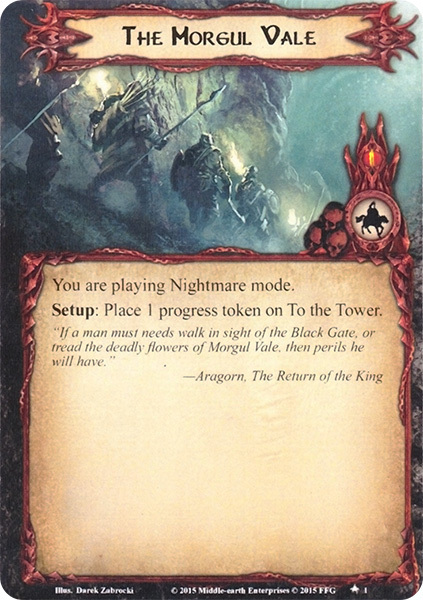 The Morgul Vale
You are playing Nightmare mode.
Setup: Place 1 progress token on To the Tower.
“If a man must needs walk in sight of the Black Gate, or
tread the deadly flowers of Morgul Vale, then perils he
will have.”
—Aragorn, The Return of the King
Illus. Darek Zabrocki © 2015 Middle-earth Enterprises © 2015 FFG 1